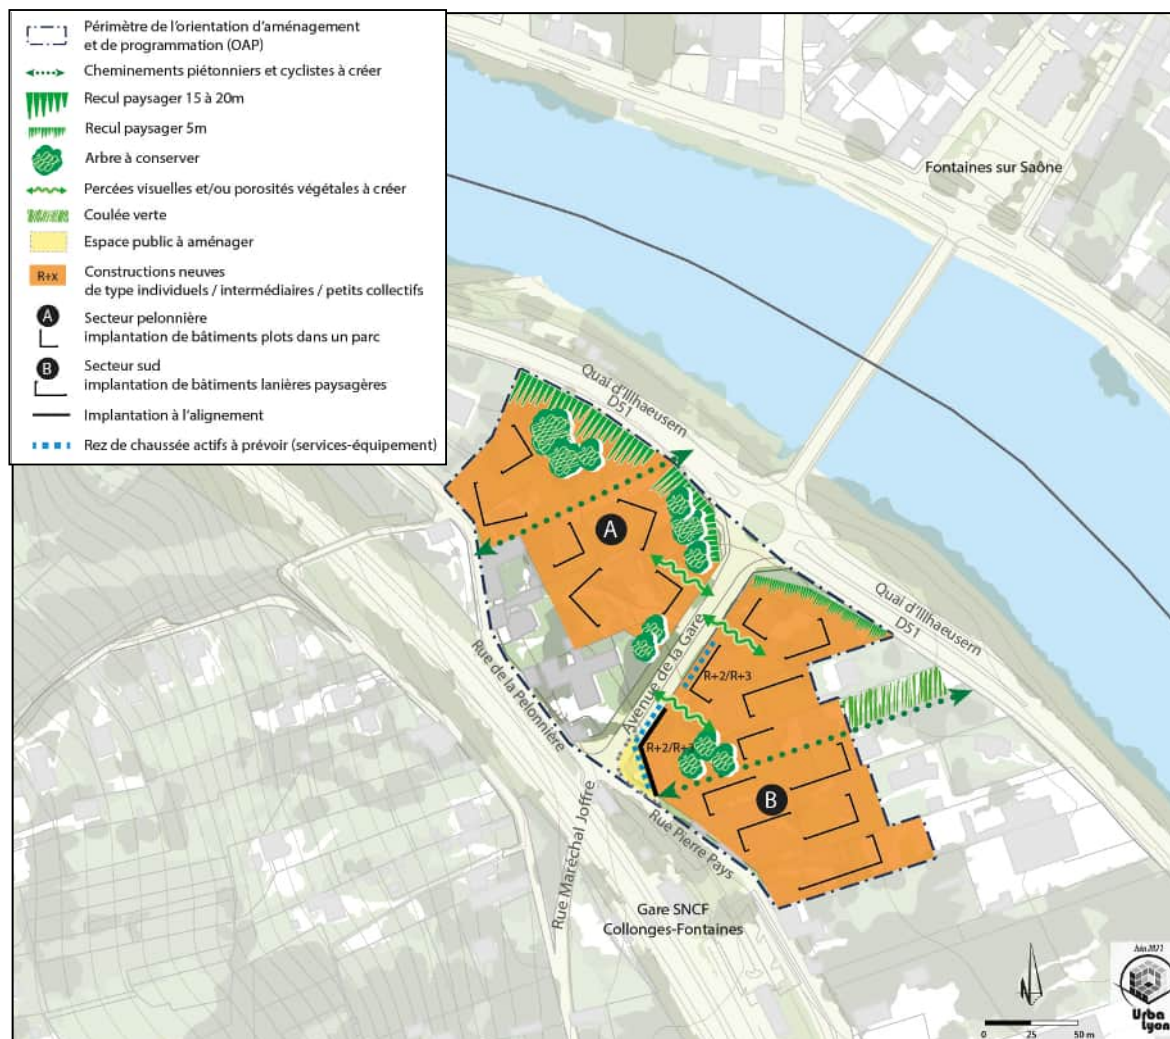 Périmètre de l'orientation d'aménagement
et de programmation (OAP)
Cheminements piétonniers et cyclistes à créer
Recul paysager 15 à 20m
Recul paysager 5m
Arbre à conserver
Percées visuelles et/ou porosités végétales à créer
Coulée verte
Espace public à aménager
R+x
Constructions neuves
de type individuels / intermédiaires / petits collectifs
A
Secteur pelonnière
implantation de bâtiments plots dans un parc
B
Secteur sud
implantation de bâtiments lanières paysagères
Implantation à l'alignement
Rez de chaussée actifs à prévoir (services-équipement)
Fontaines sur Saône
Quai d'Illhaeusern
D51
A
Quai d'Illhaeusern
D51
Avenue de la Gare
R+2/R+3
Rue de la Pelonnière
B
Rue Maréchal Joffre
Rue Pierre Pays
Gare SNCF
Collonges-Fontaines
N
0 25 50 m
Urba
Lyon